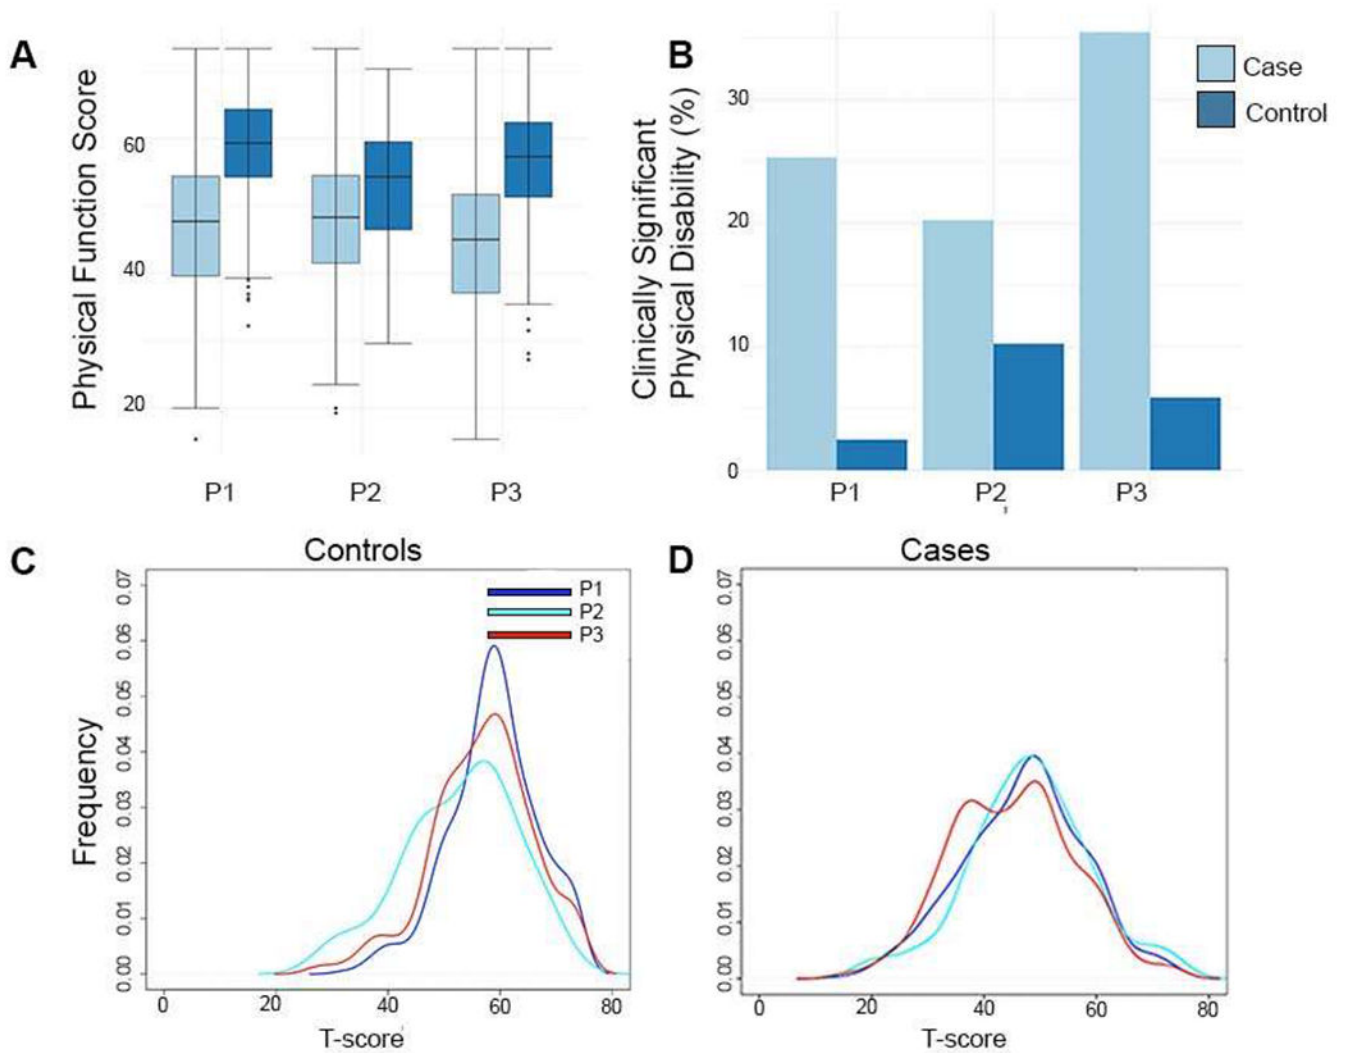 A
Physical Function Score
60
40
20
P1
P2
P3
B
Clinically Significant
Physical Disability (%)
30
20
10
0
P1
P2
P3
Case
Control
C
Controls
Frequency
0.07
0.06
0.05
0.04
0.03
0.02
0.01
0.00
P1
P2
P3
0
20
40
60
80
T-score
D
Cases
0.07
0.06
0.05
0.04
0.03
0.02
0.01
0.00
0
20
40
60
80
T-score